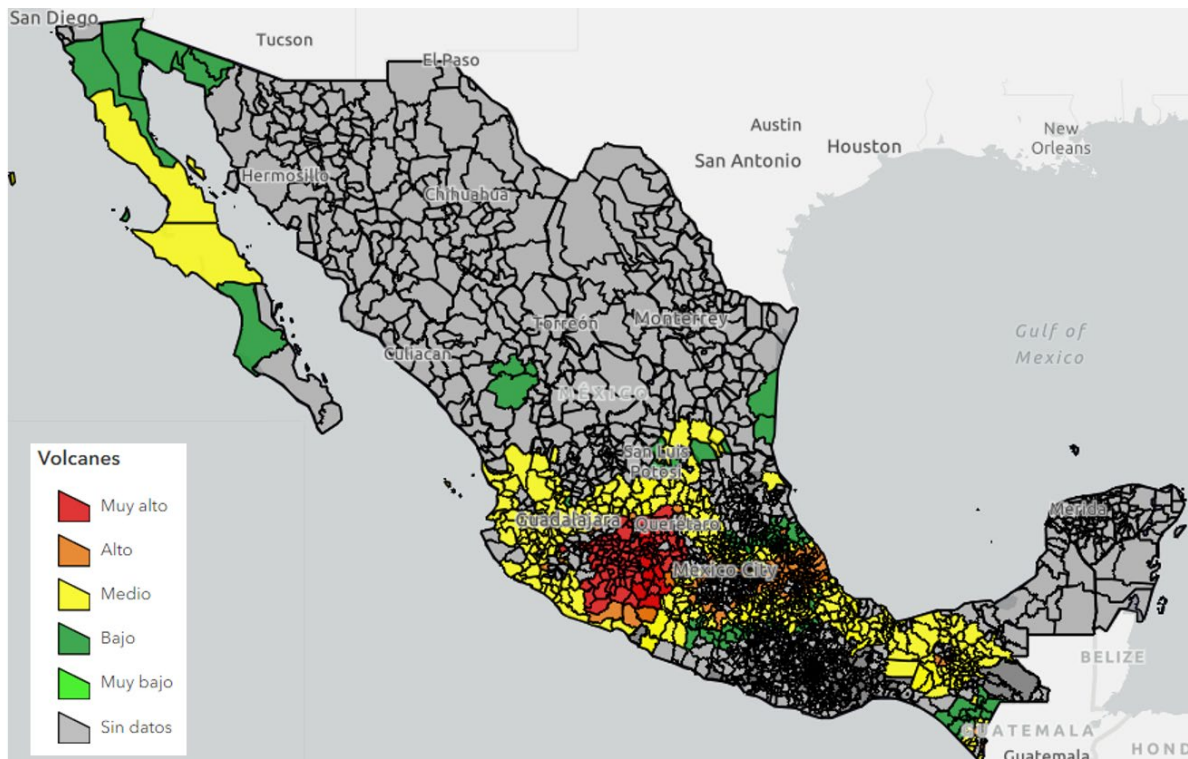 San Diego
Tucson
El Paso
Austin
San Antonio
Houston
New
Orleans
Hermosillo
Chihuahua
Gulf of
Mexico
Torreón
Monterrey
Culiacan
MÉXICO
San Luis
Potosí
Guadalajara
Querétaro
Merida
Mexico City
BELIZE
GUATEMALA
Guatemala
HOND
Volcanes
Muy alto
Alto
Medio
Bajo
Muy bajo
Sin datos